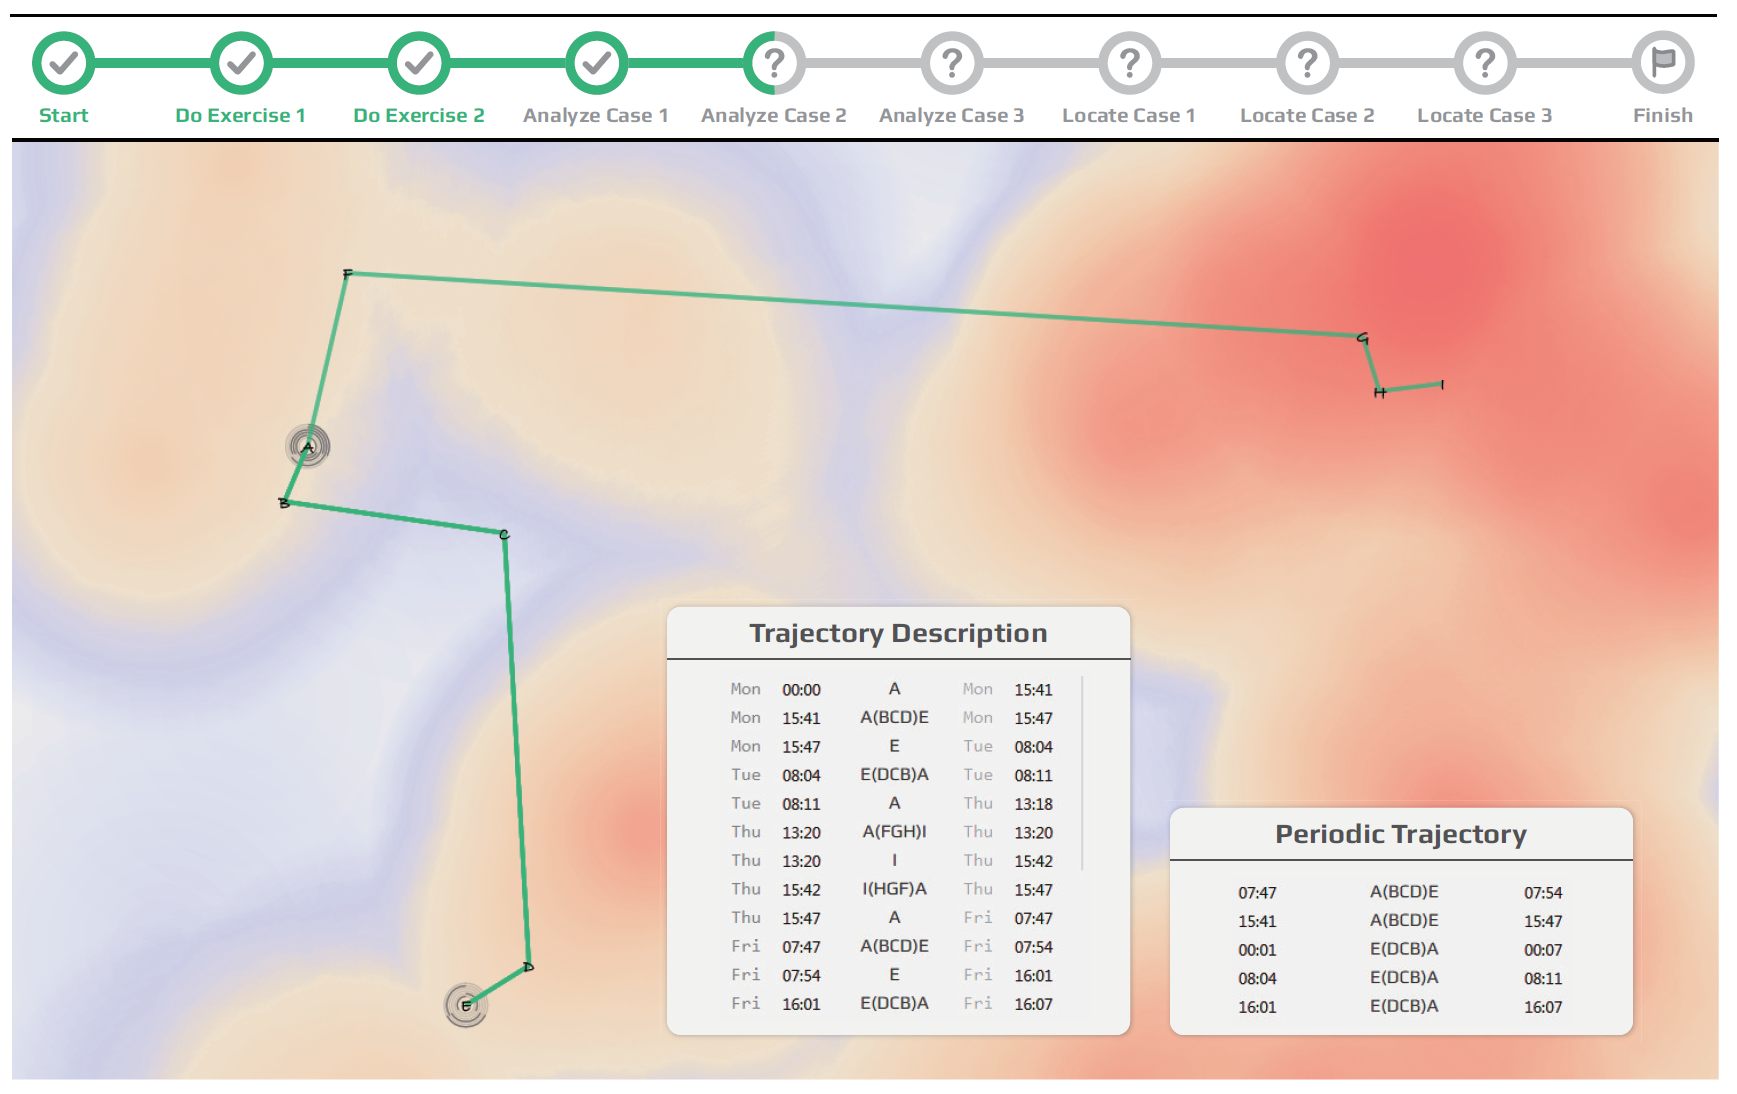 Start Do Exercise 1 Do Exercise 2 Analyze Case 1 Analyze Case 2 Analyze Case 3 Locate Case 1 Locate Case 2 Locate Case 3 Finish
F
G
H I
A
B
C
D
E
Trajectory Description
Mon 00:00 A Mon 15:41
Mon 15:41 A(BCD)E Mon 15:47
Mon 15:47 E Tue 08:04
Tue 08:04 E(DCB)A Tue 08:11
Tue 08:11 A Thu 13:18
Thu 13:20 A(FGH)I Thu 13:20
Thu 13:20 I Thu 15:42
Thu 15:42 I(HGF)A Thu 15:47
Thu 15:47 A Fri 07:47
Fri 07:47 A(BCD)E Fri 07:54
Fri 07:54 E Fri 16:01
Fri 16:01 E(DCB)A Fri 16:07
Periodic Trajectory
07:47 A(BCD)E 07:54
15:41 A(BCD)E 15:47
00:01 E(DCB)A 00:07
08:04 E(DCB)A 08:11
16:01 E(DCB)A 16:07